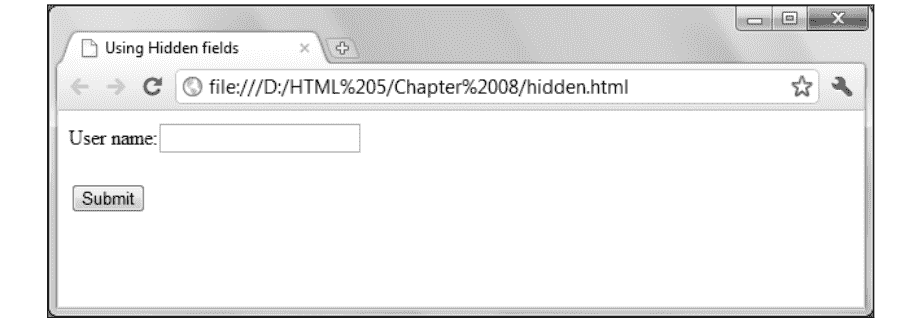 Using Hidden fields
file:///D:/HTML%205/Chapter%2008/hidden.html
User name:
Submit